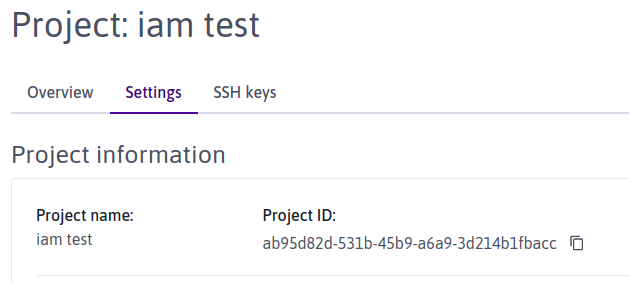 Project: iam test
Overview Settings SSH keys
Project information
Project name: Project ID:
iam test ab95d82d-531b-45b9-a6a9-3d214b1fbacc